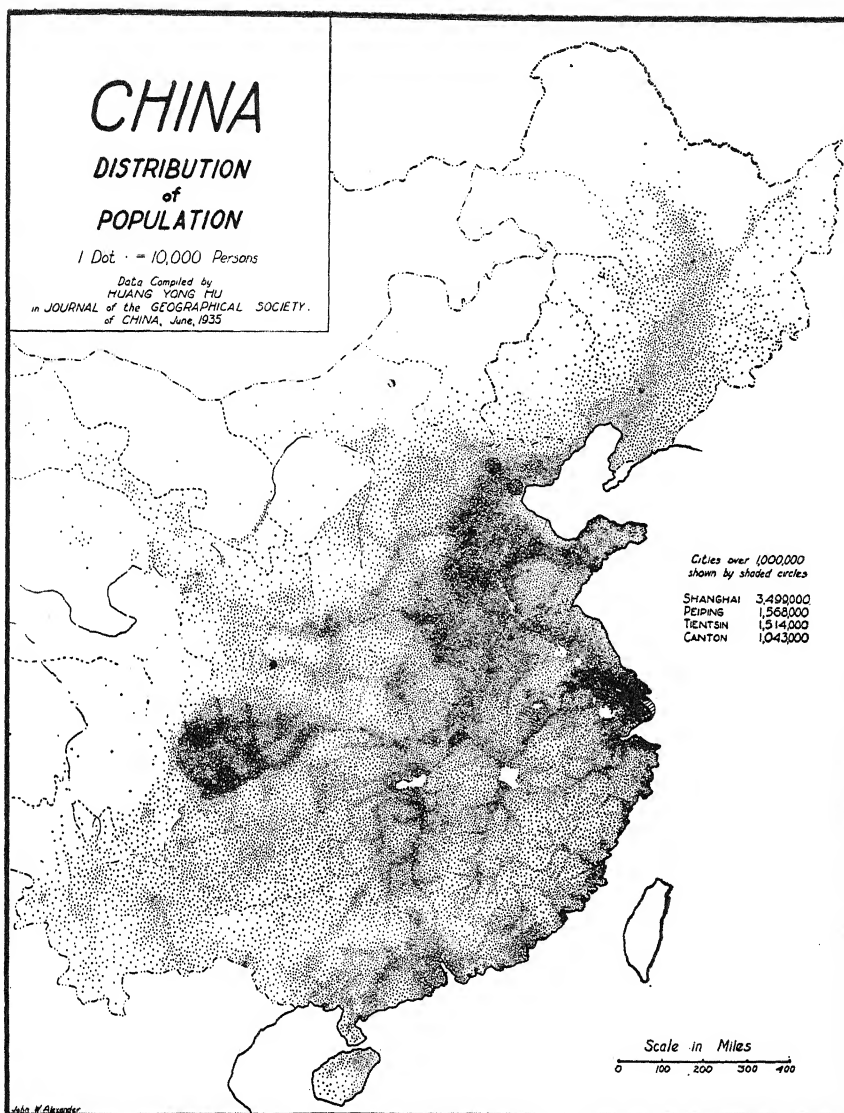 CHINA
DISTRIBUTION
of
POPULATION
1 Dot · = 10,000 Persons
Data Compiled by
HUANG YONG HU
in JOURNAL of the GEOGRAPHICAL SOCIETY.
of CHINA, June, 1935
Cities over 1,000,000
shown by shaded circles
SHANGHAI 3,490,000
PEIPING 1,568,000
TIENTSIN 1,514,000
CANTON 1,043,000
Scale in Miles
0 100 200 300 400
John W. Alexander